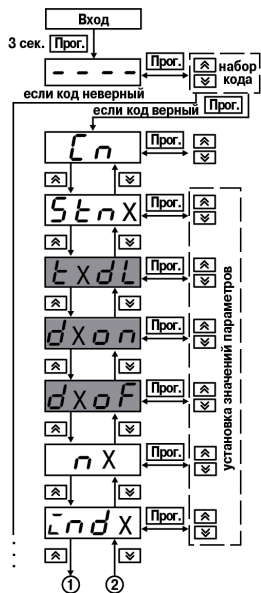 Вход
3 сек. Прог.
- - - - Прог. набор кода
если код неверный
если код верный Прог.
Cn Прог.
StnX Прог.
tXdL Прог.
dXon Прог.
dXoF Прог.
nX Прог.
indX Прог.
установка значений параметров
1 2